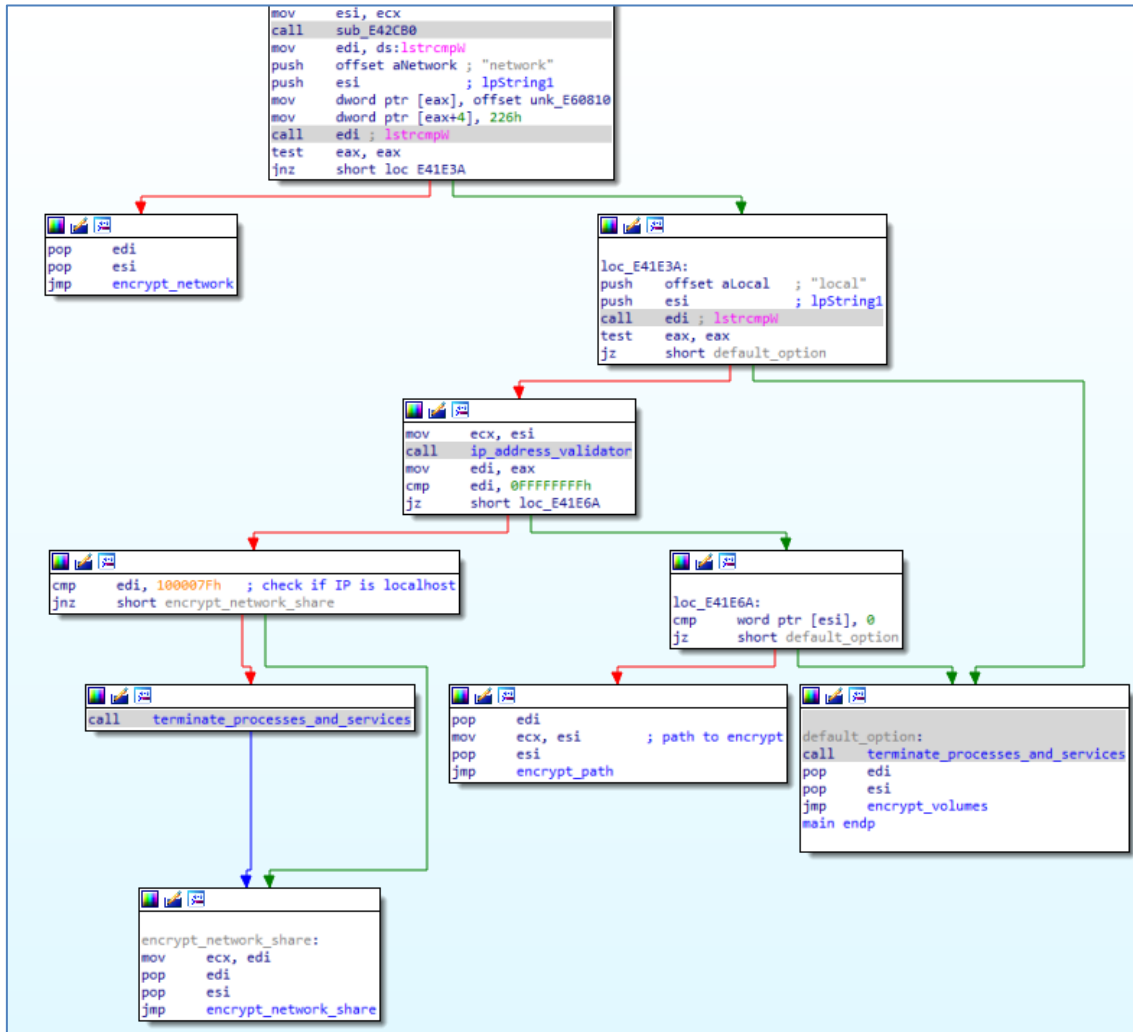 mov esi, ecx
call sub_E42CB0
mov edi, ds:lstrcmpW
push offset aNetwork ; "network"
push esi ; lpString1
mov dword ptr [eax], offset unk_E60810
mov dword ptr [eax+4], 226h
call edi ; lstrcmpW
test eax, eax
jnz short loc_E41E3A
pop edi
pop esi
jmp encrypt_network
loc_E41E3A:
push offset aLocal ; "local"
push esi ; lpString1
call edi ; lstrcmpW
test eax, eax
jz short default_option
mov ecx, esi
call ip_address_validator
mov edi, eax
cmp edi, 0FFFFFFFFh
jz short loc_E41E6A
cmp edi, 100007Fh ; check if IP is localhost
jnz short encrypt_network_share
loc_E41E6A:
cmp word ptr [esi], 0
jz short default_option
call terminate_processes_and_services
pop edi
mov ecx, esi ; path to encrypt
pop esi
jmp encrypt_path
default_option:
call terminate_processes_and_services
pop edi
pop esi
jmp encrypt_volumes
main endp
encrypt_network_share:
mov ecx, edi
pop edi
pop esi
jmp encrypt_network_share